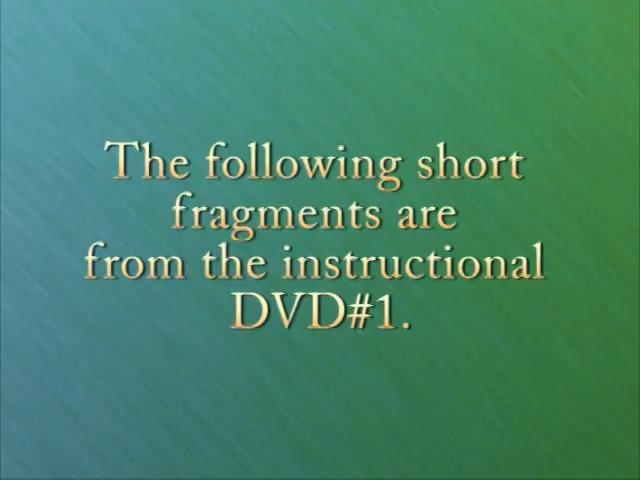 The following short
fragments are
from the instructional
DVD#1.